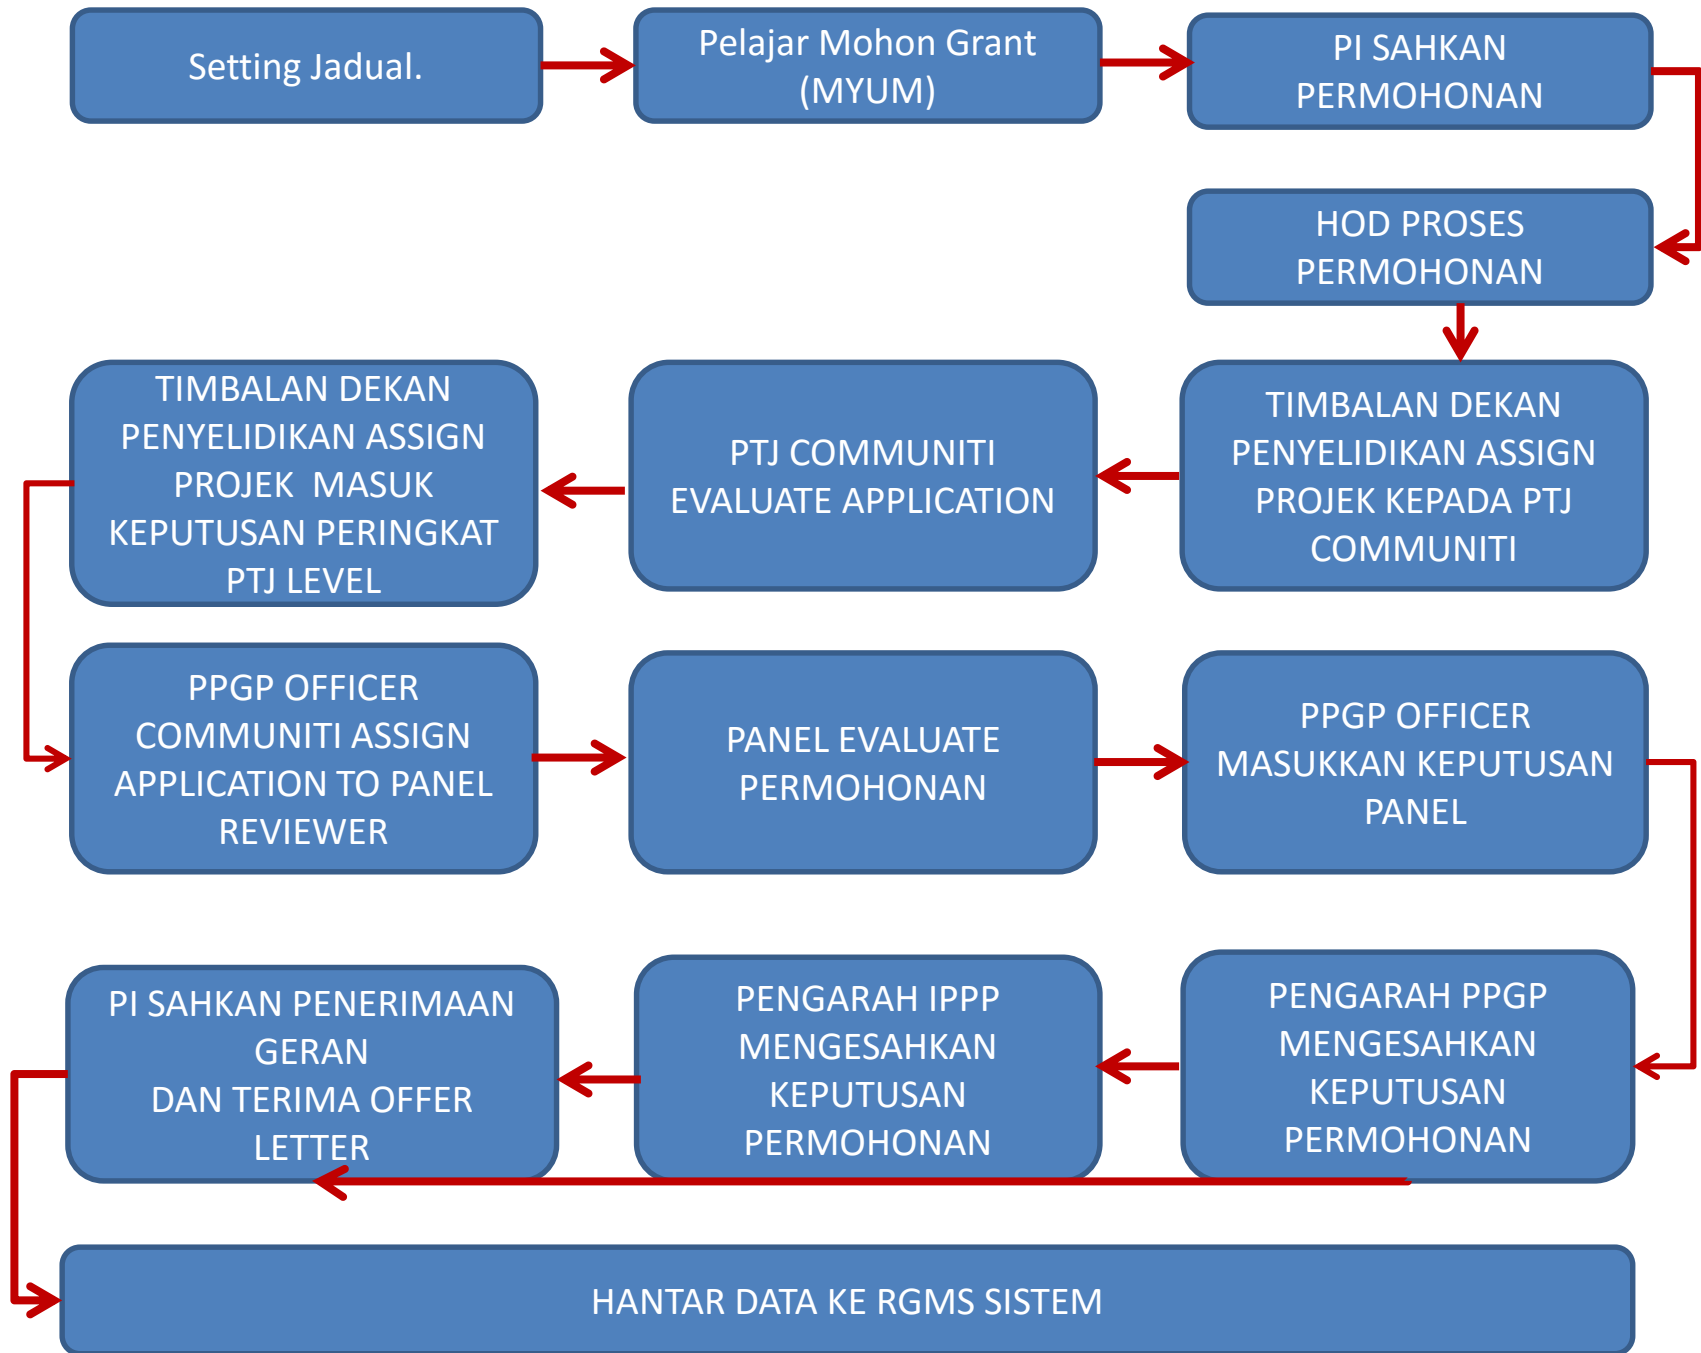 Setting Jadual.
Pelajar Mohon Grant
(MYUM)
PI SAHKAN
PERMOHONAN
HOD PROSES
PERMOHONAN
TIMBALAN DEKAN
PENYELIDIKAN ASSIGN
PROJEK KEPADA PTJ
COMMUNITI
PTJ COMMUNITI
EVALUATE APPLICATION
TIMBALAN DEKAN
PENYELIDIKAN ASSIGN
PROJEK  MASUK
KEPUTUSAN PERINGKAT
PTJ LEVEL
PPGP OFFICER
COMMUNITI ASSIGN
APPLICATION TO PANEL
REVIEWER
PANEL EVALUATE
PERMOHONAN
PPGP OFFICER
MASUKKAN KEPUTUSAN
PANEL
PENGARAH PPGP
MENGESAHKAN
KEPUTUSAN
PERMOHONAN
PENGARAH IPPP
MENGESAHKAN
KEPUTUSAN
PERMOHONAN
PI SAHKAN PENERIMAAN
GERAN
DAN TERIMA OFFER
LETTER
HANTAR DATA KE RGMS SISTEM